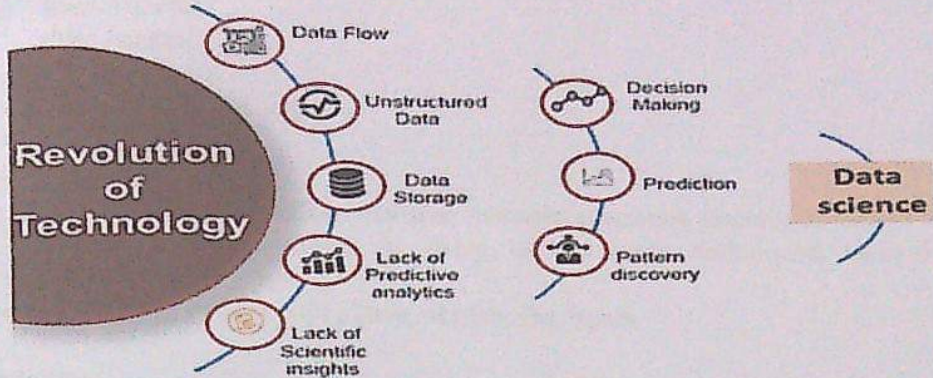 Revolution
of
Technology
Data Flow
Unstructured
Data
Data
Storage
Lack of
Predictive
analytics
Lack of
Scientific
insights
Decision
Making
Prediction
Pattern
discovery
Data
science